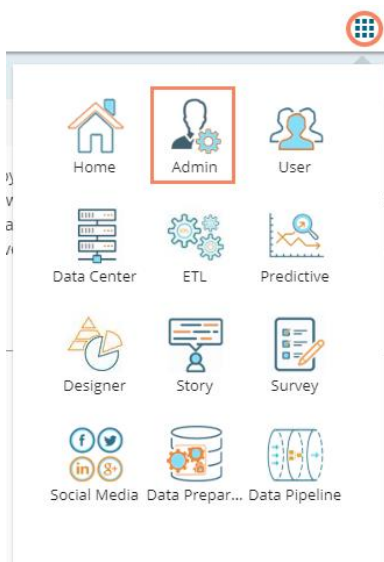 Home Admin User
Data Center ETL Predictive
Designer Story Survey
Social Media Data Prepar... Data Pipeline